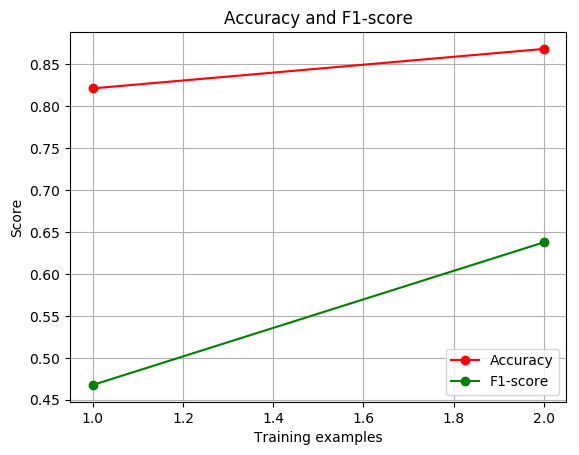 Accuracy and F1-score
0.85
0.80
0.75
0.70
0.65
0.60
0.55
0.50
0.45
Score
1.0 1.2 1.4 1.6 1.8 2.0
Training examples
Accuracy
F1-score